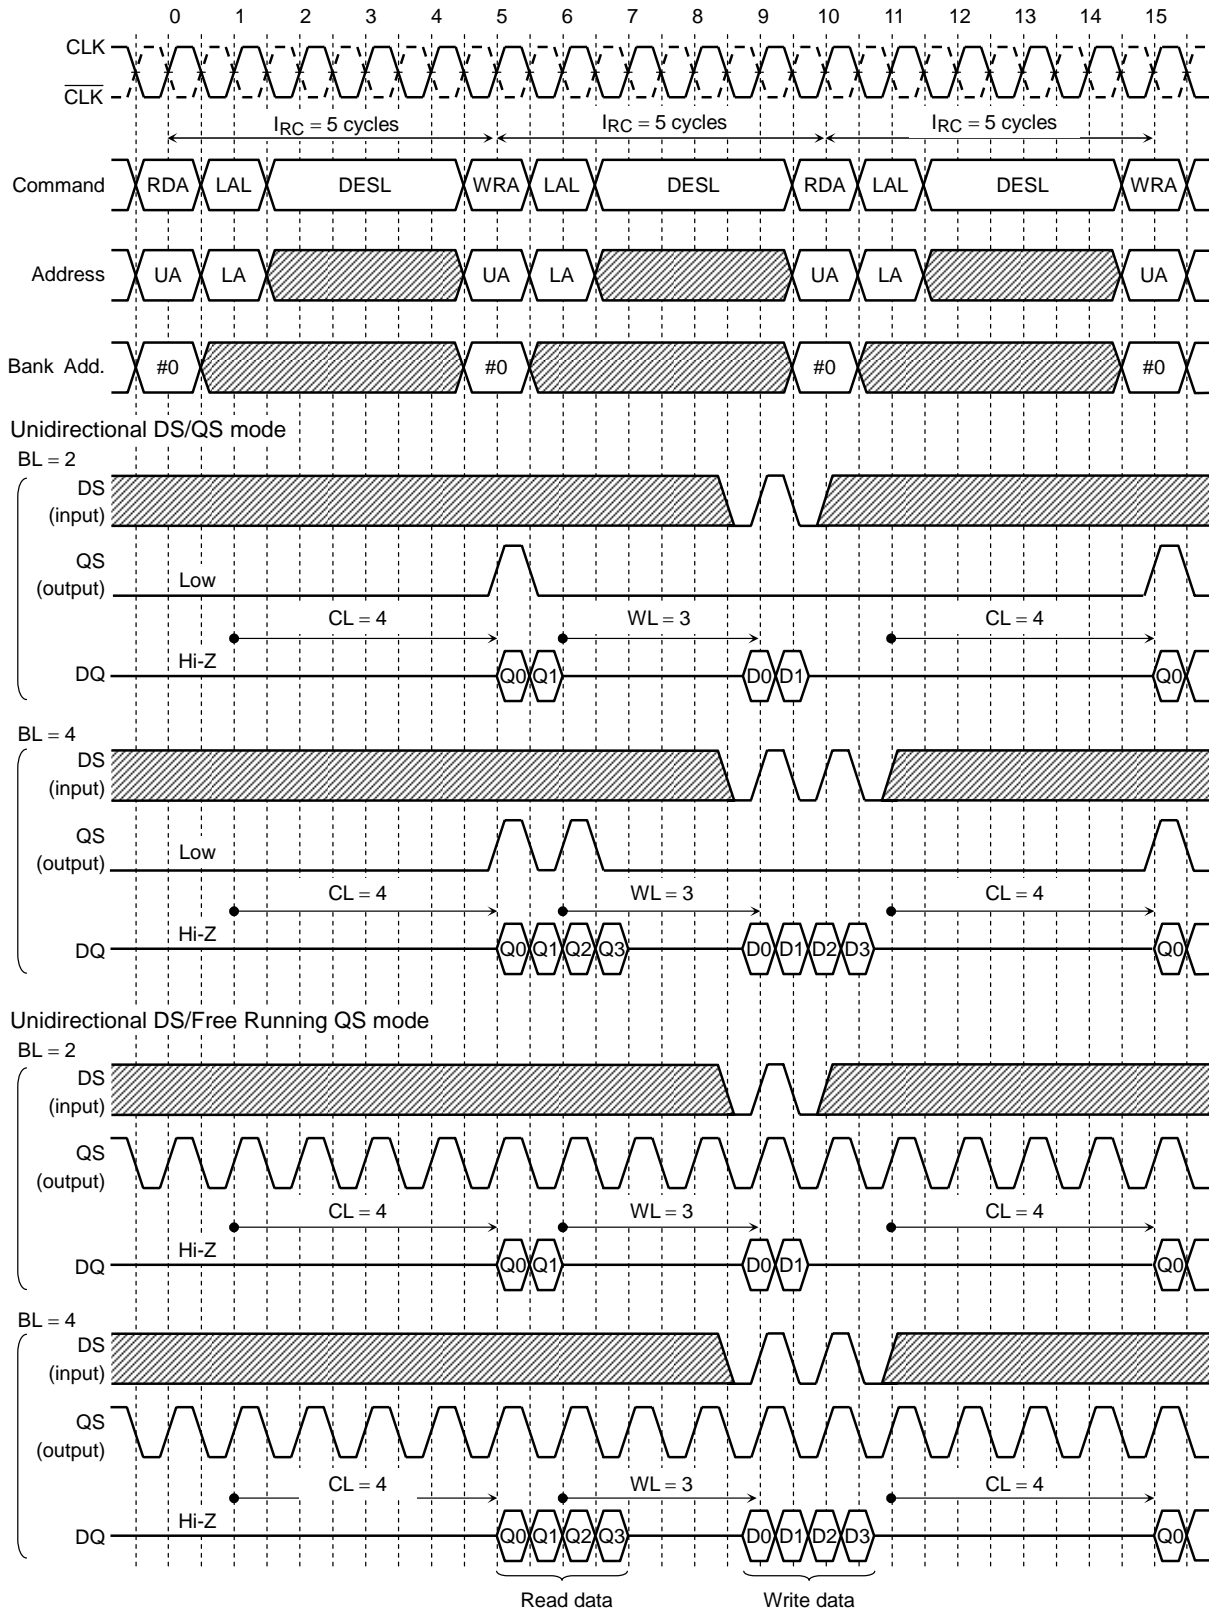 0 1 2 3 4 5 6 7 8 9 10 11 12 13 14 15
CLK
CLK
IRC = 5 cycles IRC = 5 cycles IRC = 5 cycles
Command RDA LAL DESL WRA LAL DESL RDA LAL DESL WRA
Address UA LA UA LA UA LA UA
Bank Add. #0 #0 #0 #0
Unidirectional DS/QS mode
BL = 2
DS
(input)
QS
(output) Low
CL = 4 WL = 3 CL = 4
DQ Hi-Z Q0 Q1 D0 D1 Q0
BL = 4
DS
(input)
QS
(output) Low
CL = 4 WL = 3 CL = 4
DQ Hi-Z Q0 Q1 Q2 Q3 D0 D1 D2 D3 Q0
Unidirectional DS/Free Running QS mode
BL = 2
DS
(input)
QS
(output)
CL = 4 WL = 3 CL = 4
DQ Hi-Z Q0 Q1 D0 D1 Q0
BL = 4
DS
(input)
QS
(output)
CL = 4 WL = 3 CL = 4
DQ Hi-Z Q0 Q1 Q2 Q3 D0 D1 D2 D3 Q0
Read data Write data